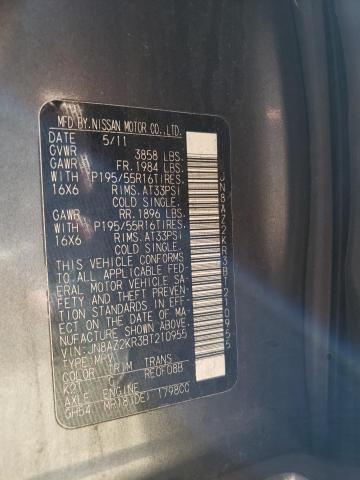 MFD BY.NISSAN MOTOR CO.,LTD.
DATE 5/11
GVWR 3858 LBS.
GAWR FR.1984 LBS.
WITH P195/55R16TIRES.
16X6 RIMS.AT33PSI
COLD SINGLE.
GAWR RR.1896 LBS.
WITH P195/55R16TIRES.
16X6 RIMS.AT33PSI
COLD SINGLE.
THIS VEHICLE CONFORMS
TO ALL APPLICABLE FED-
ERAL MOTOR VEHICLE SA-
FETY AND THEFT PREVENTION
STANDARDS IN EFF-
ECT ON THE DATE OF MA-
NUFACTURE SHOWN ABOVE.
VIN:JN8AZ2KR3BT210955
TYPE:MPV
COLOR TRIM TRANS
K21 G RE0F08B
AXLE ENGINE
GH54 MR18(DE) 1798CC
JN8AZ2KR3BT210955